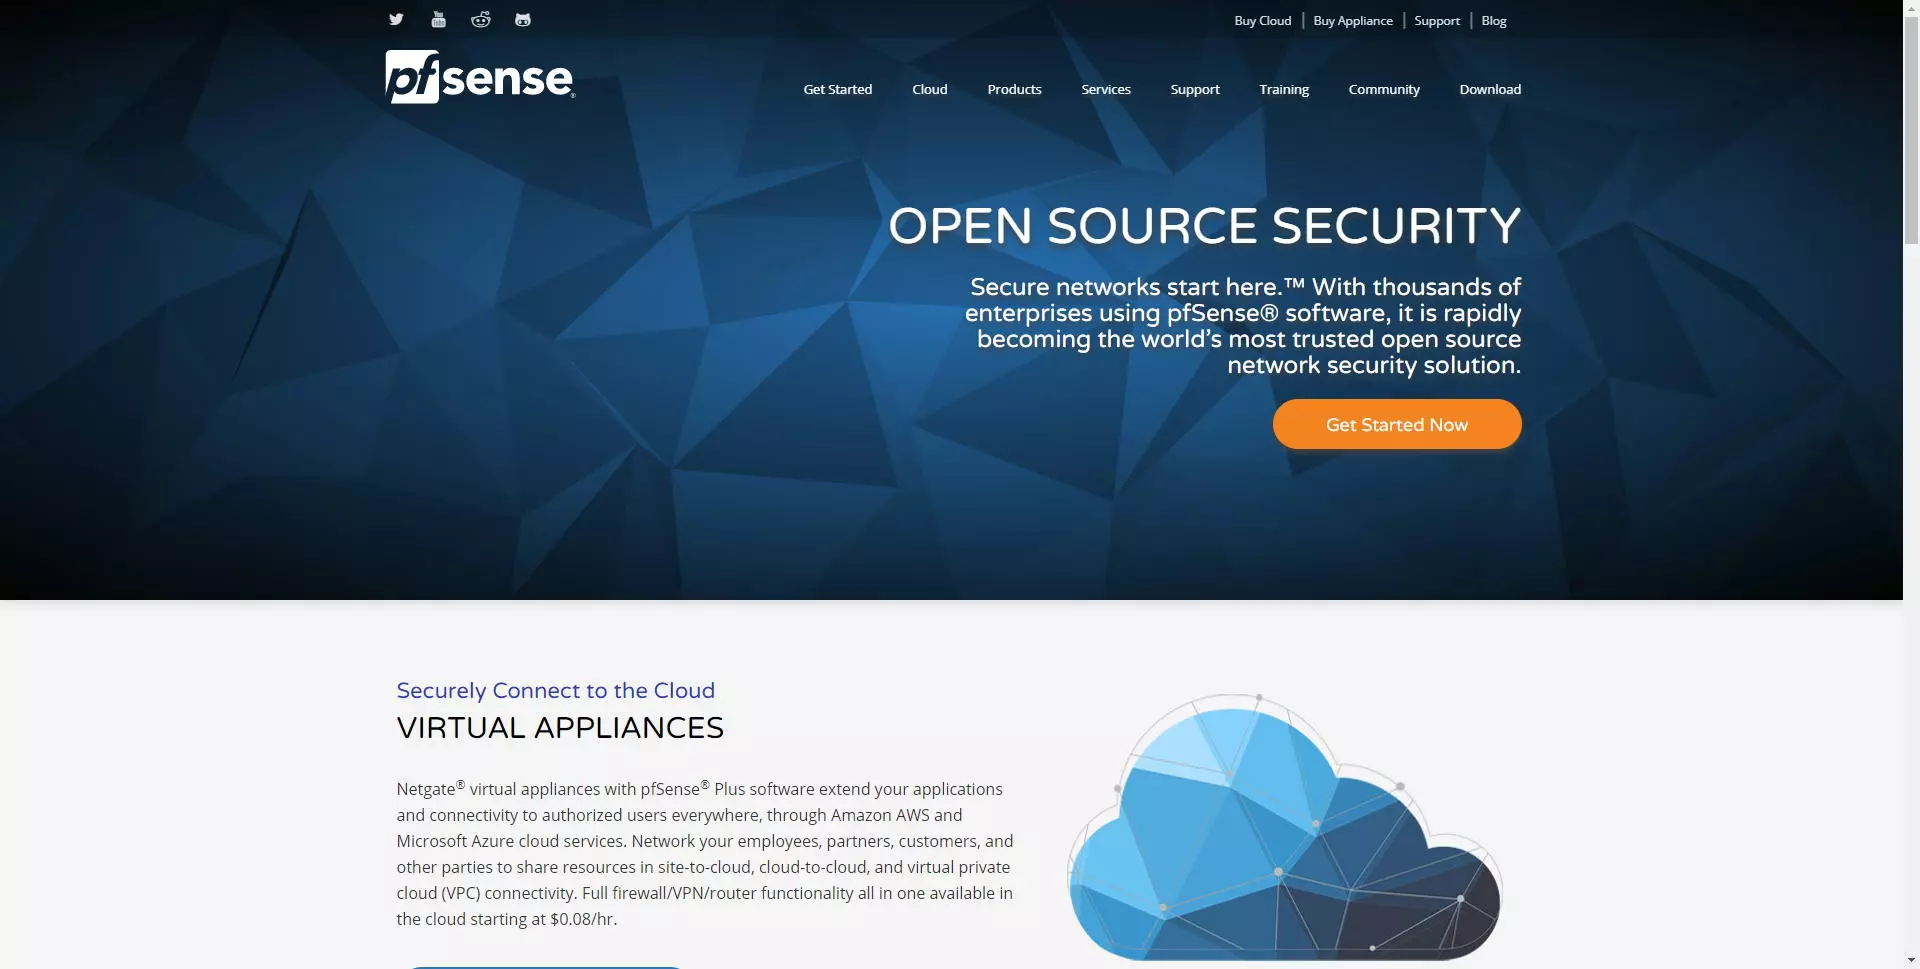 Buy Cloud | Buy Appliance | Support | Blog
pfsense®
Get Started Cloud Products Services Support Training Community Download
OPEN SOURCE SECURITY
Secure networks start here.™ With thousands of
enterprises using pfSense® software, it is rapidly
becoming the world’s most trusted open source
network security solution.
Get Started Now
Securely Connect to the Cloud
VIRTUAL APPLIANCES
Netgate® virtual appliances with pfSense® Plus software extend your applications
and connectivity to authorized users everywhere, through Amazon AWS and
Microsoft Azure cloud services. Network your employees, partners, customers, and
other parties to share resources in site-to-cloud, cloud-to-cloud, and virtual private
cloud (VPC) connectivity. Full firewall/VPN/router functionality all in one available in
the cloud starting at $0.08/hr.